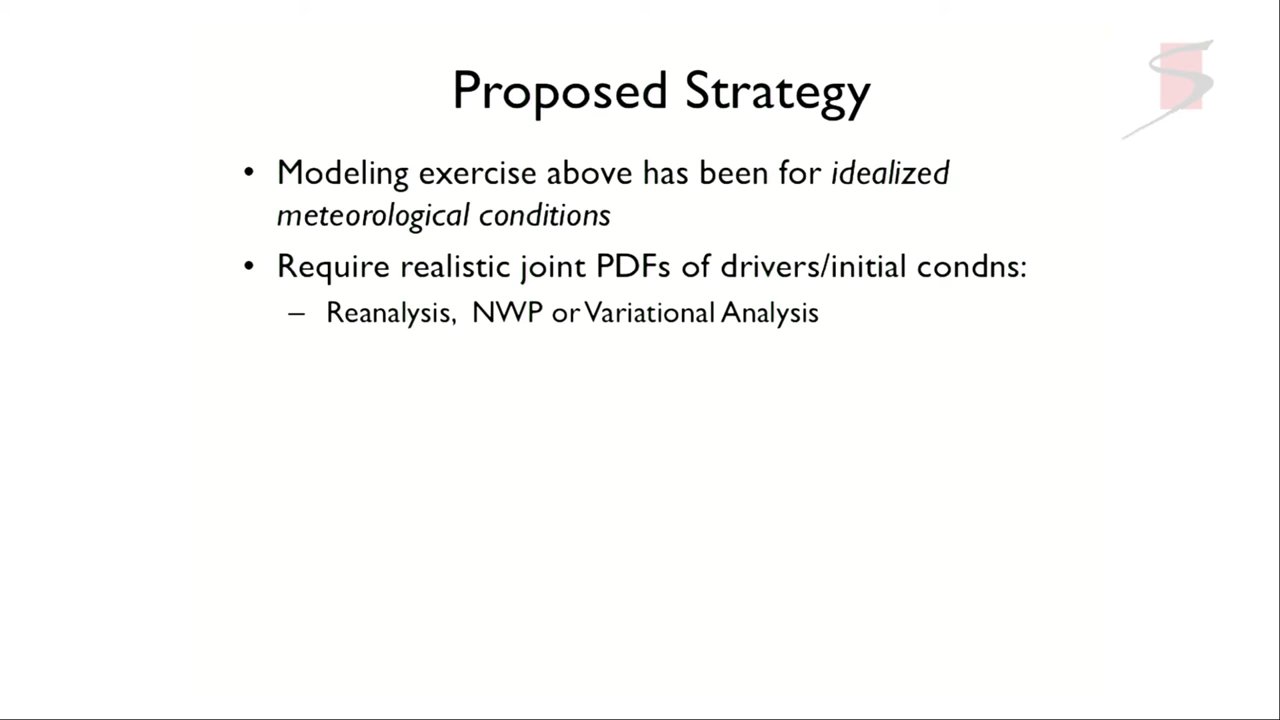 Proposed Strategy
• Modeling exercise above has been for idealized
meteorological conditions
• Require realistic joint PDFs of drivers/initial condns:
– Reanalysis, NWP or Variational Analysis